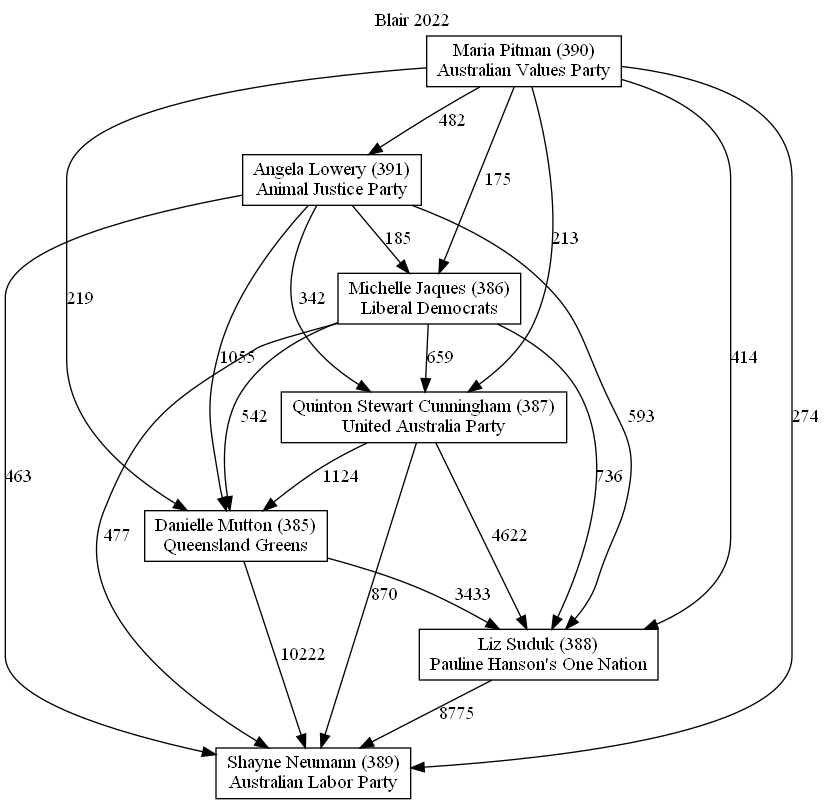 Blair 2022
Maria Pitman (390)
Australian Values Party
482
Angela Lowery (391)
Animal Justice Party
175
185
213
Michelle Jaques (386)
Liberal Democrats
219
342
1055
659
414
Quinton Stewart Cunningham (387)
United Australia Party
542
593
274
463
1124
736
Danielle Mutton (385)
Queensland Greens
477
4622
870
3433
Liz Suduk (388)
Pauline Hanson's One Nation
10222
8775
Shayne Neumann (389)
Australian Labor Party